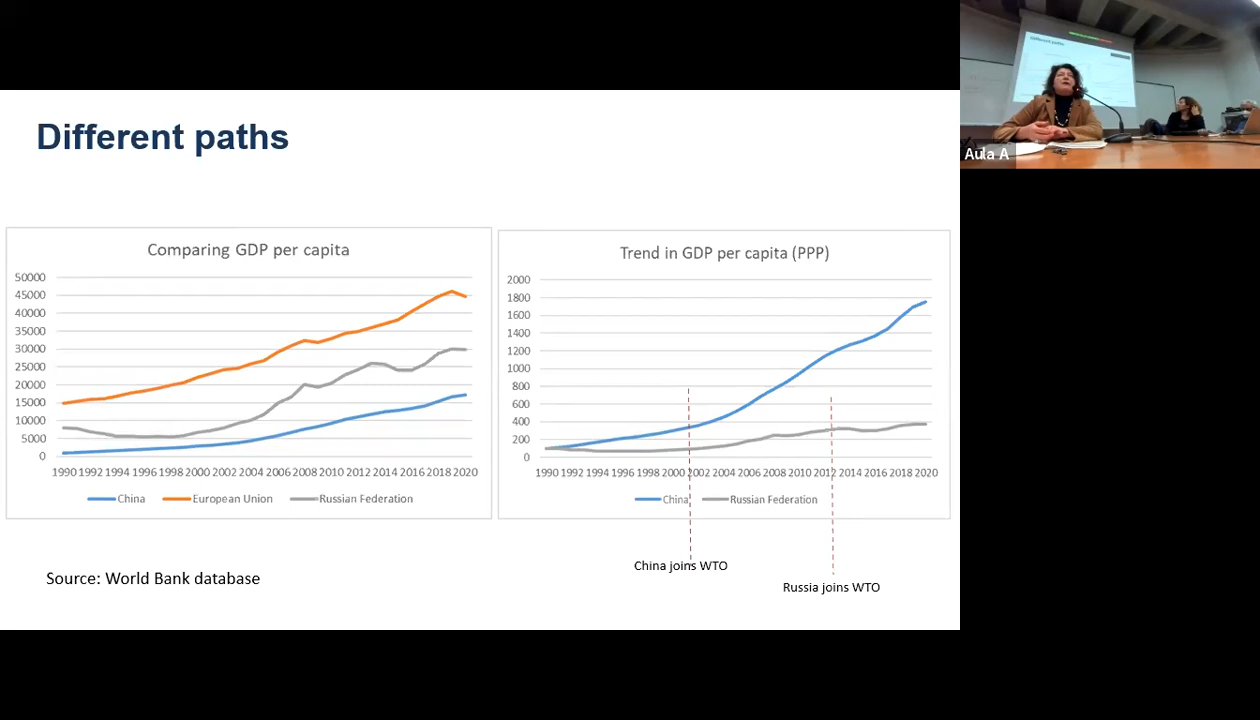 Different paths
Comparing GDP per capita
50000
45000
40000
35000
30000
25000
20000
15000
10000
5000
0
1990 1992 1994 1996 1998 2000 2002 2004 2006 2008 2010 2012 2014 2016 2018 2020
China European Union Russian Federation
Trend in GDP per capita (PPP)
2000
1800
1600
1400
1200
1000
800
600
400
200
0
1990 1992 1994 1996 1998 2000 2002 2004 2006 2008 2010 2012 2014 2016 2018 2020
China Russian Federation
China joins WTO
Russia joins WTO
Source: World Bank database
Different paths
Aula A